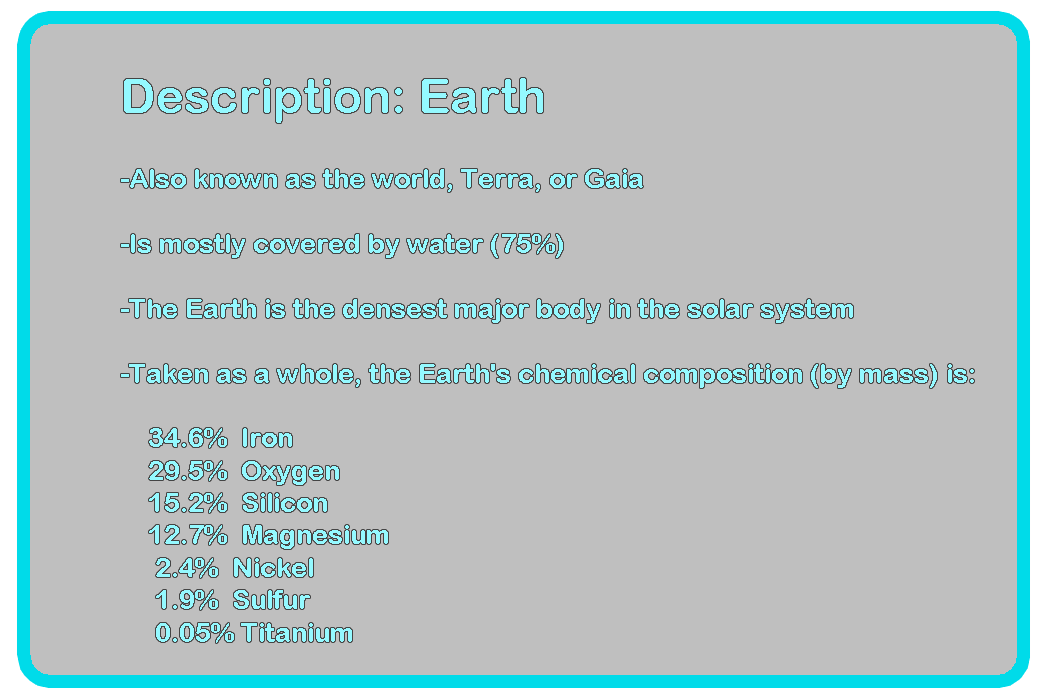 Description: Earth
-Also known as the world, Terra, or Gaia
-Is mostly covered by water (75%)
-The Earth is the densest major body in the solar system
-Taken as a whole, the Earth's chemical composition (by mass) is:
34.6% Iron
29.5% Oxygen
15.2% Silicon
12.7% Magnesium
2.4% Nickel
1.9% Sulfur
0.05% Titanium